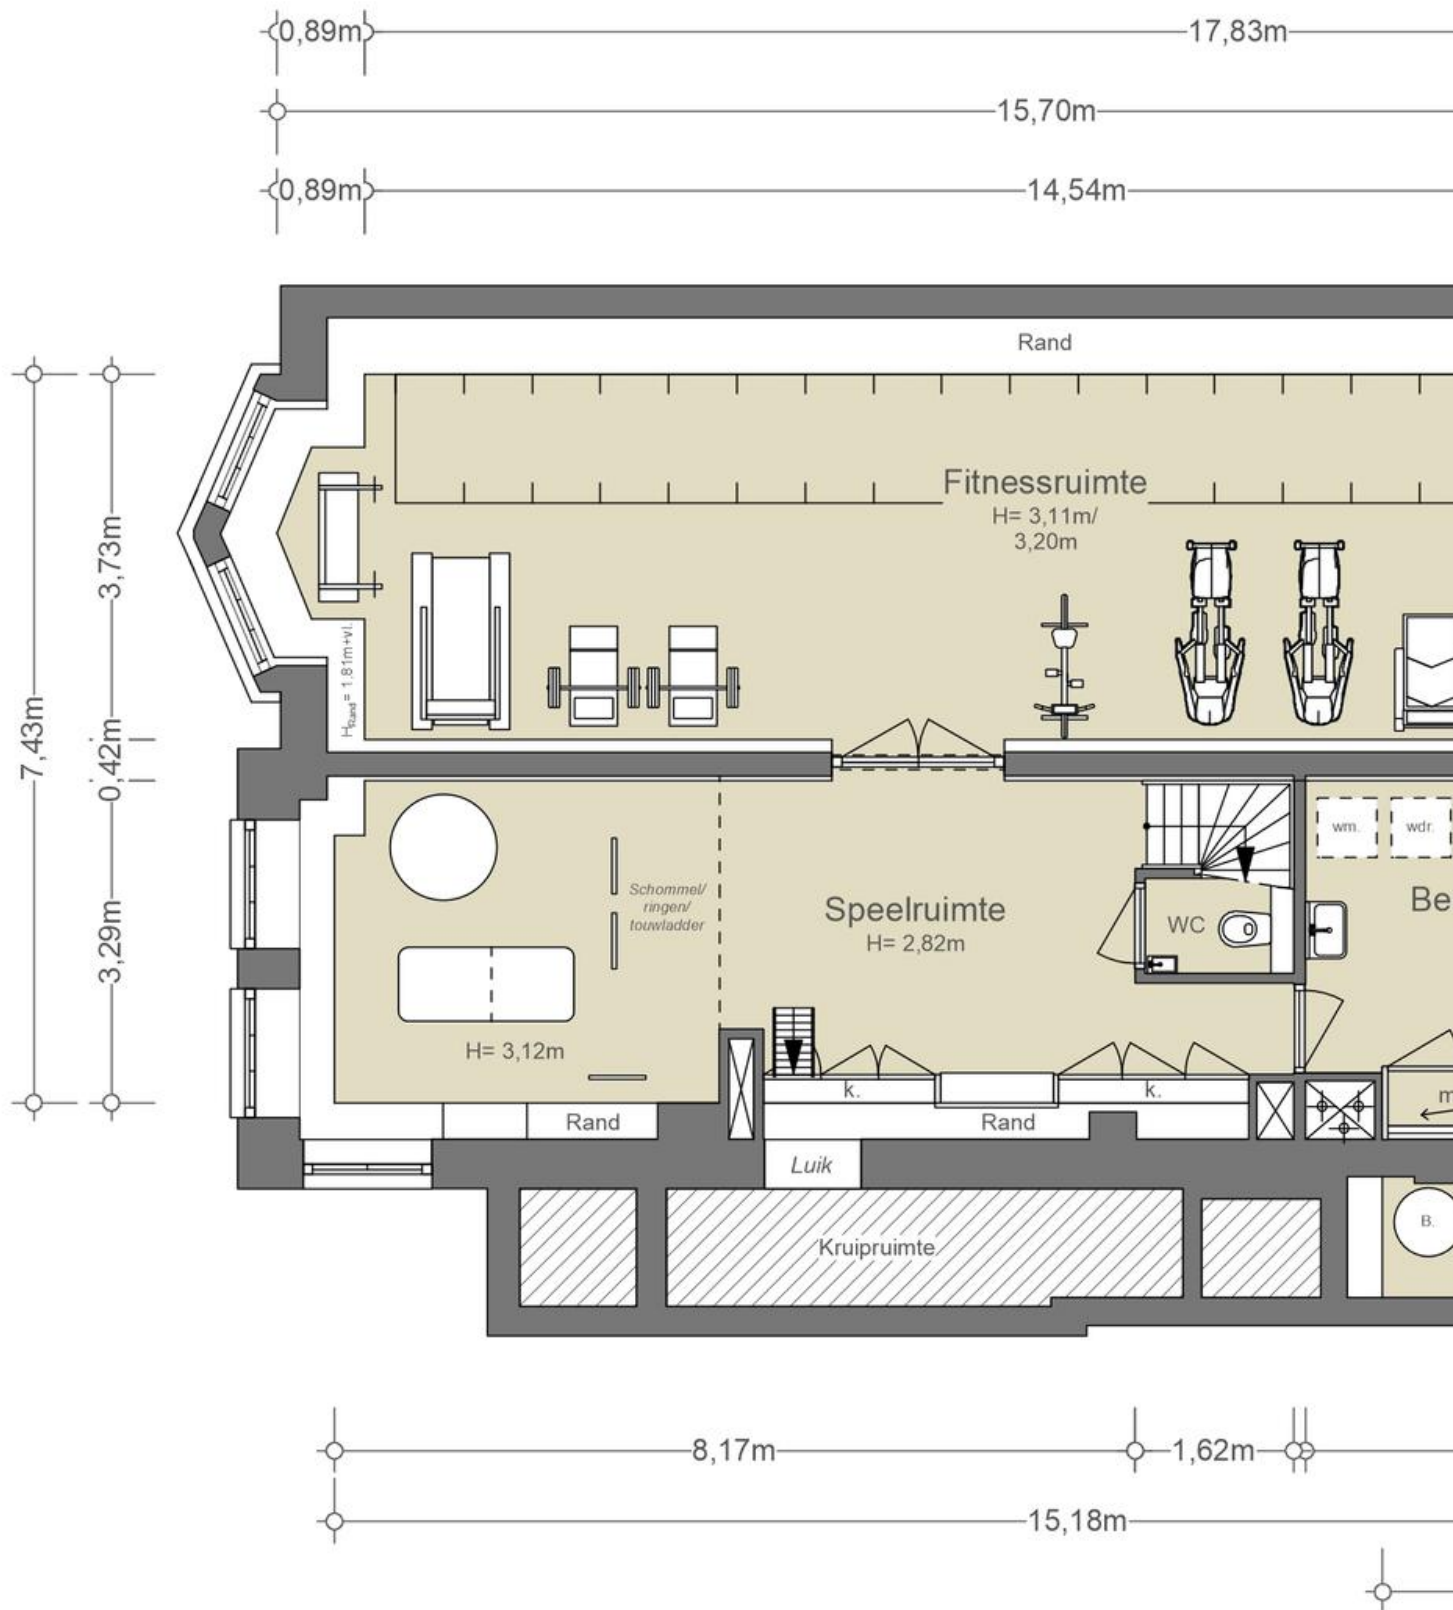 0,89m
17,83m
15,70m
0,89m
14,54m
Rand
Fitnessruimte
H= 3,11m/
3,20m
3,73m
HRand = 1.81m+vl.
7,43m
0,42m
3,29m
wm.
wdr.
Schommel/
ringen/
touwladder
Speelruimte
H= 2,82m
WC
Be
H= 3,12m
k.
k.
m
Rand
Rand
Luik
B.
Kruipruimte
8,17m
1,62m
15,18m